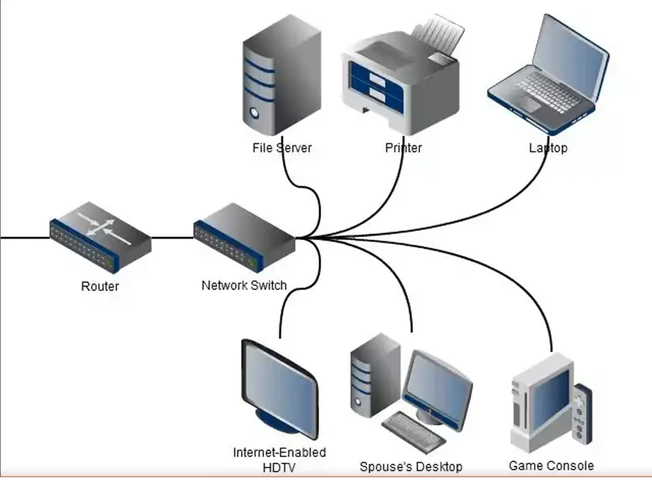 File Server
Printer
Laptop
Router
Network Switch
Internet-Enabled
HDTV
Spouse's Desktop
Game Console